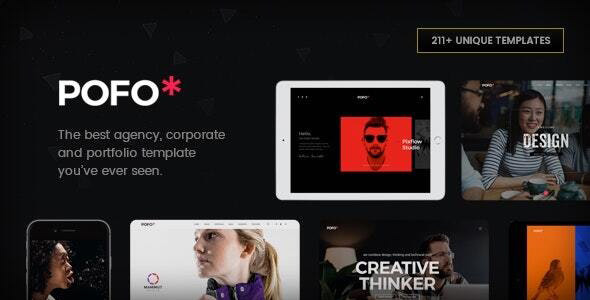 211+ UNIQUE TEMPLATES
POFO*
The best agency, corporate
and portfolio template
you've ever seen.
POFO*
Hello,
Pixflow
Studio
POFO*
DESIGN
POFO*
MAMMUT
POFO*
CREATIVE
THINKER